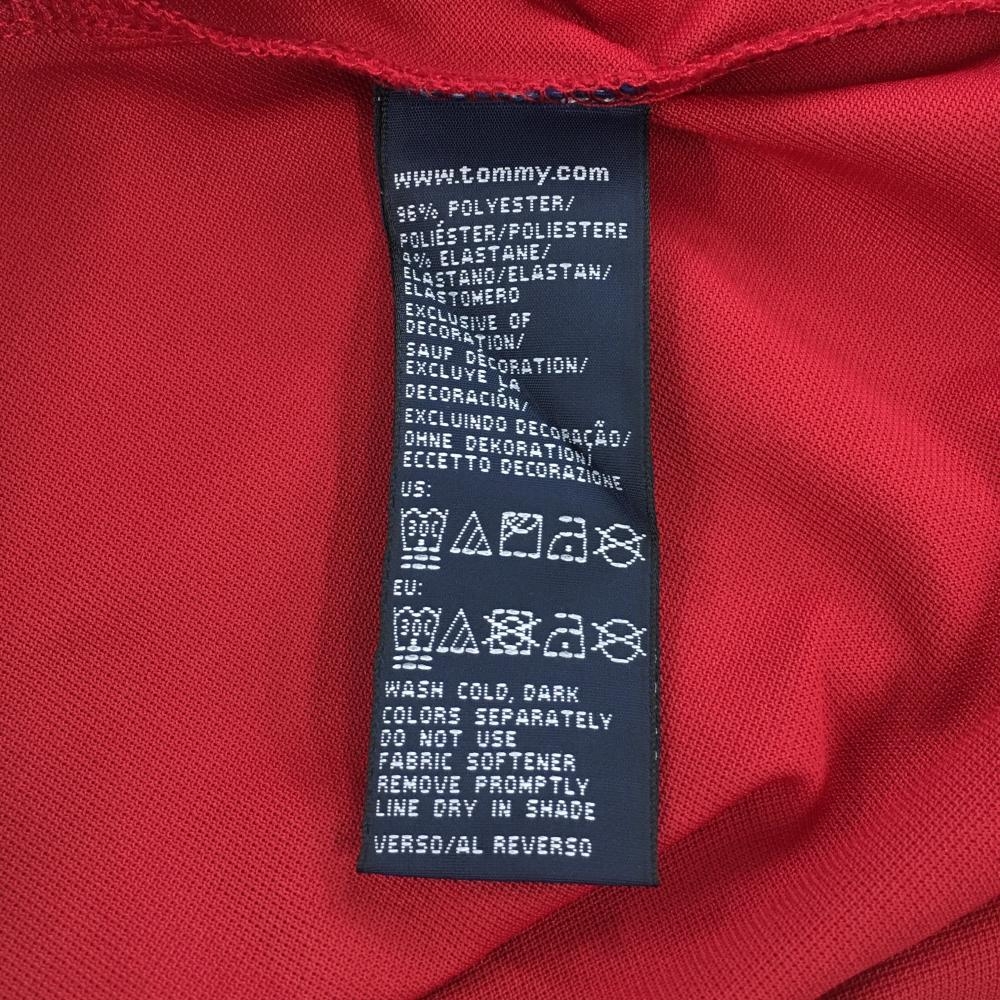 www.tommy.com
96% POLYESTER/
POLIÉSTER/POLIESTERE
4% ELASTANE/
ELASTANO/ELASTAN/
ELASTOMERO
EXCLUSIVE OF
DECORATION/
SAUF DÉCORATION/
EXCLUYE LA
DECORACIÓN/
EXCLUINDO DECORAÇÃO/
OHNE DEKORATION/
ECCETTO DECORAZIONE
US:
30C
EU:
30C
WASH COLD, DARK
COLORS SEPARATELY
DO NOT USE
FABRIC SOFTENER
REMOVE PROMPTLY
LINE DRY IN SHADE
VERSO/AL REVERSO